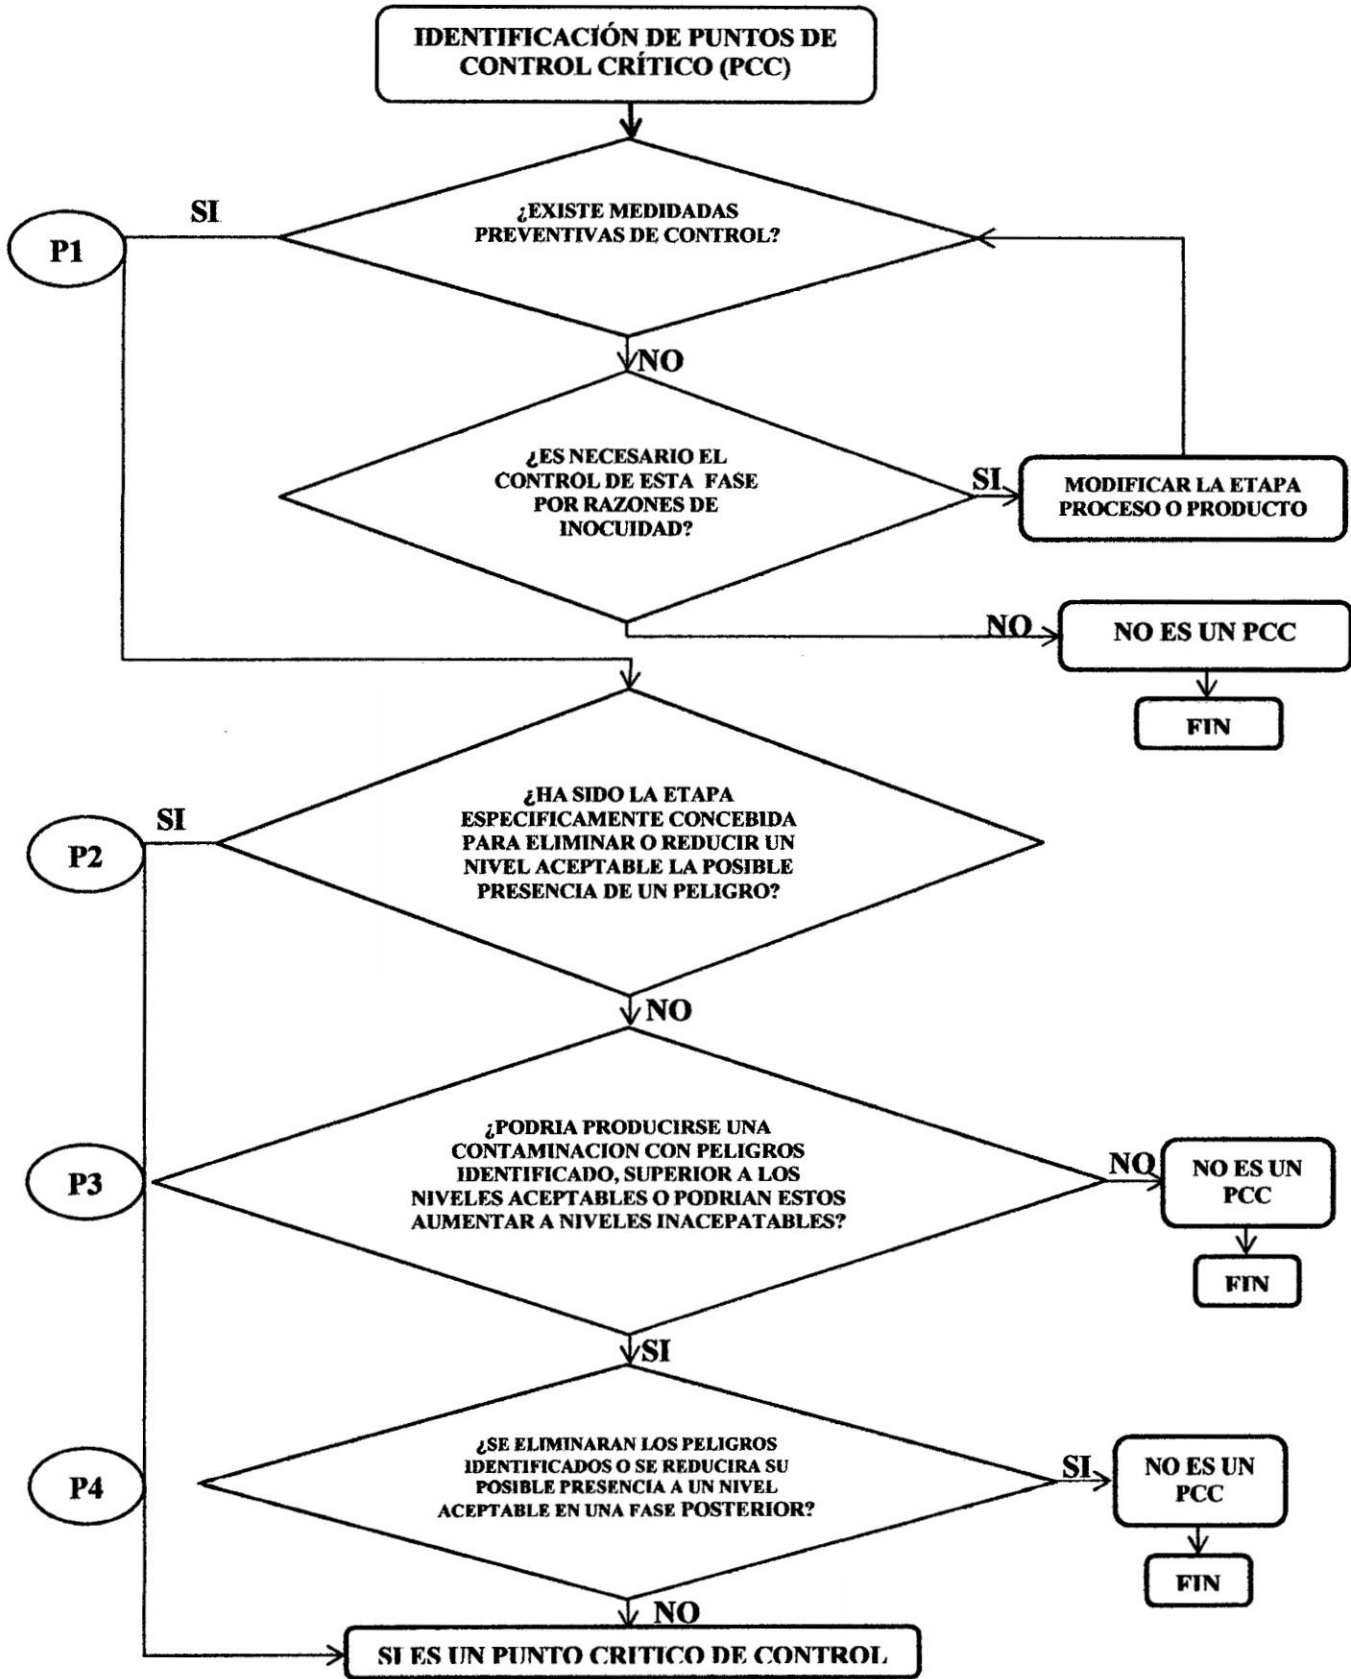 IDENTIFICACIÓN DE PUNTOS DE
CONTROL CRÍTICO (PCC)
SI
¿EXISTE MEDIDADAS
PREVENTIVAS DE CONTROL?
P1
NO
¿ES NECESARIO EL
CONTROL DE ESTA FASE
POR RAZONES DE
INOCUIDAD?
SI
MODIFICAR LA ETAPA
PROCESO O PRODUCTO
NO
NO ES UN PCC
FIN
SI
P2
¿HA SIDO LA ETAPA
ESPECIFICAMENTE CONCEBIDA
PARA ELIMINAR O REDUCIR UN
NIVEL ACEPTABLE LA POSIBLE
PRESENCIA DE UN PELIGRO?
NO
P3
¿PODRIA PRODUCIRSE UNA
CONTAMINACION CON PELIGROS
IDENTIFICADO, SUPERIOR A LOS
NIVELES ACEPTABLES O PODRIAN ESTOS
AUMENTAR A NIVELES INACEPATABLES?
NO
NO ES UN
PCC
FIN
SI
P4
¿SE ELIMINARAN LOS PELIGROS
IDENTIFICADOS O SE REDUCIRA SU
POSIBLE PRESENCIA A UN NIVEL
ACEPTABLE EN UNA FASE POSTERIOR?
SI
NO ES UN
PCC
FIN
NO
SI ES UN PUNTO CRITICO DE CONTROL